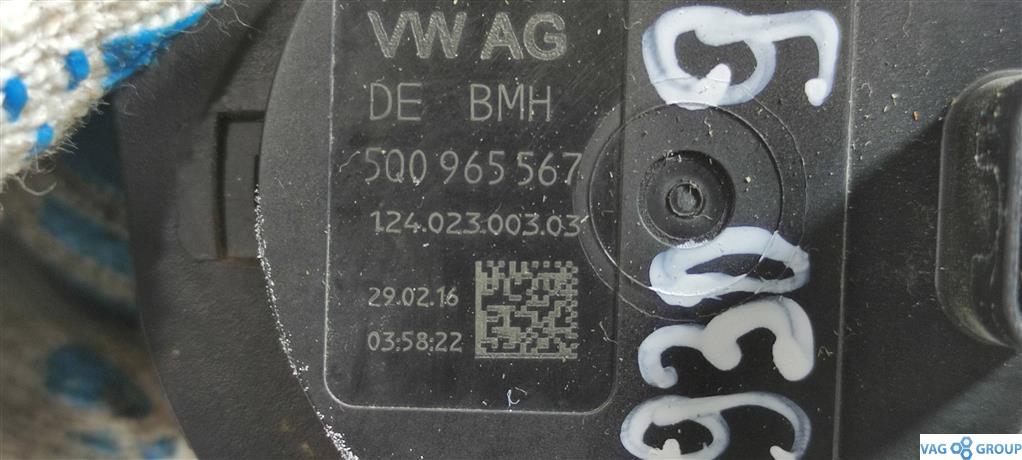 VW AG
DE BMH
5Q0 965 567
124.023.003.03
29.02.16
03:58:22
VAG GROUP